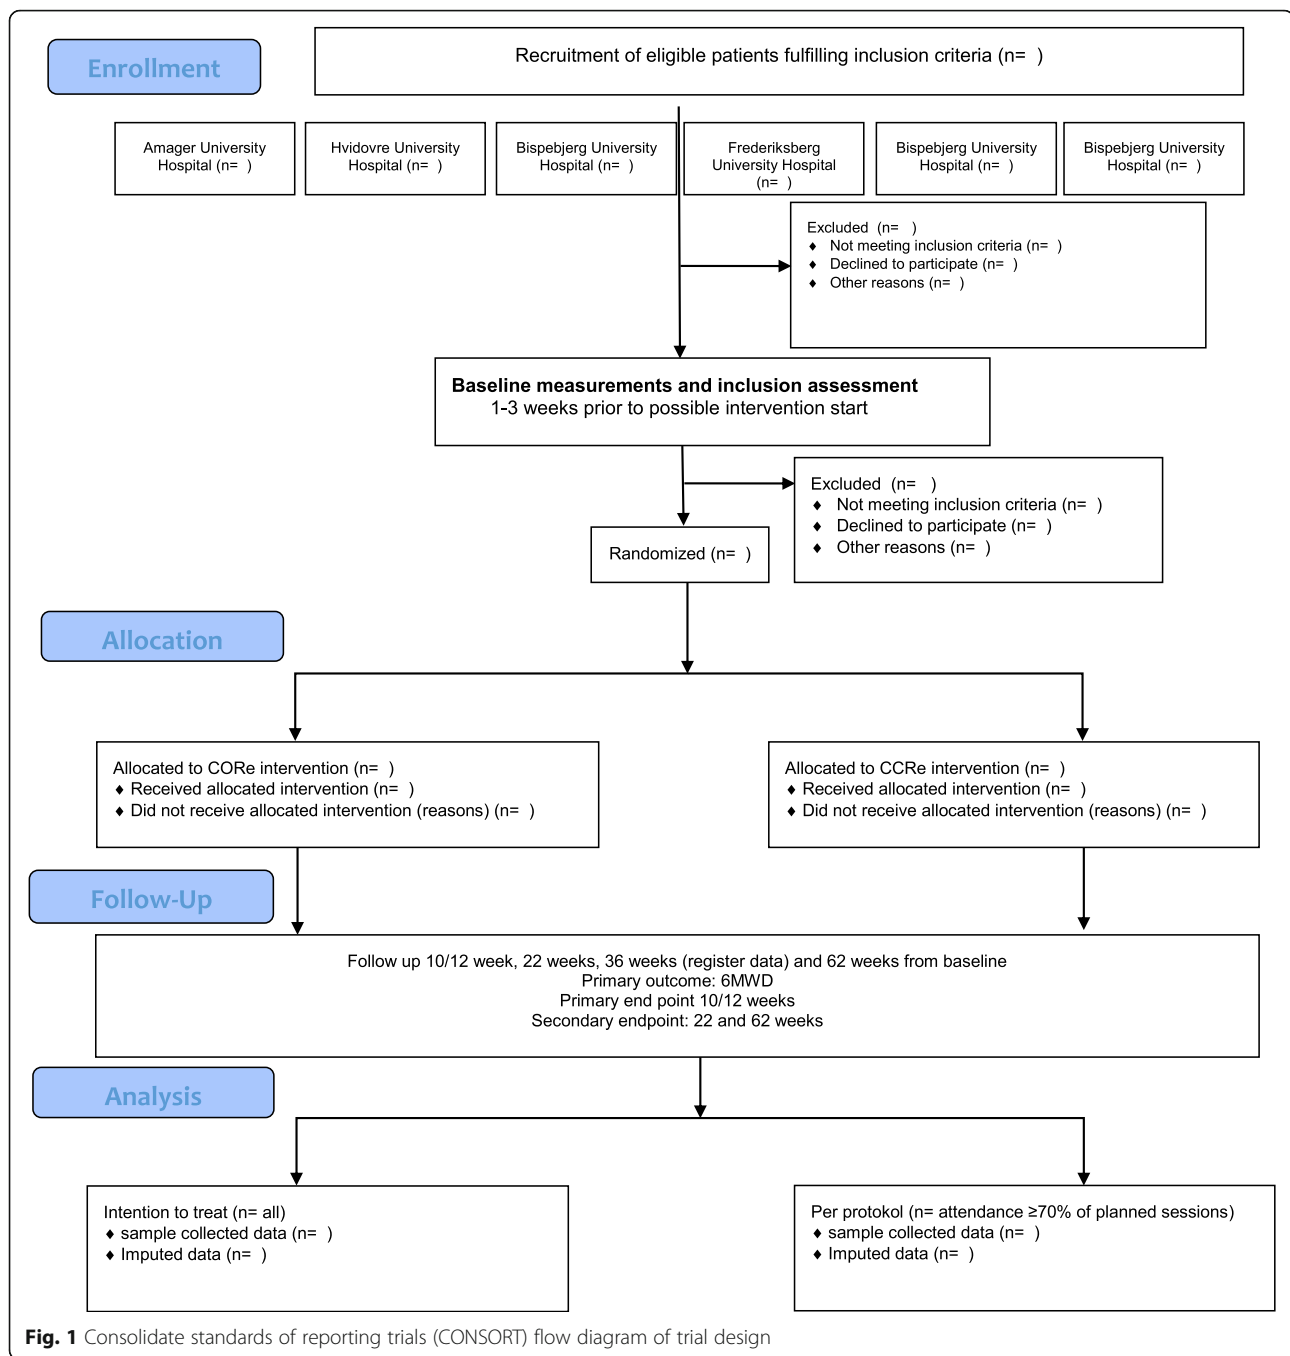 Enrollment
Recruitment of eligible patients fulfilling inclusion criteria (n=  )
Amager University
Hospital (n=  )
Hvidovre University
Hospital (n=  )
Bispebjerg University
Hospital (n=  )
Frederiksberg
University Hospital
(n=  )
Bispebjerg University
Hospital (n=  )
Bispebjerg University
Hospital (n=  )
Excluded  (n=   )
♦ Not meeting inclusion criteria (n=  )
♦ Declined to participate (n=  )
♦ Other reasons (n=  )
Baseline measurements and inclusion assessment
1-3 weeks prior to possible intervention start
Excluded  (n=   )
♦ Not meeting inclusion criteria (n=  )
♦ Declined to participate (n=  )
♦ Other reasons (n=  )
Randomized (n=  )
Allocation
Allocated to CORe intervention (n=  )
♦ Received allocated intervention (n=  )
♦ Did not receive allocated intervention (reasons) (n=  )
Allocated to CCRe intervention (n=  )
♦ Received allocated intervention (n=  )
♦ Did not receive allocated intervention (reasons) (n=  )
Follow-Up
Follow up 10/12 week, 22 weeks, 36 weeks (register data) and 62 weeks from baseline
Primary outcome: 6MWD
Primary end point 10/12 weeks
Secondary endpoint: 22 and 62 weeks
Analysis
Intention to treat (n= all)
♦ sample collected data (n=  )
♦ Imputed data (n=  )
Per protokol (n= attendance ≥70% of planned sessions)
♦ sample collected data (n=  )
♦ Imputed data (n=  )
Fig. 1 Consolidate standards of reporting trials (CONSORT) flow diagram of trial design